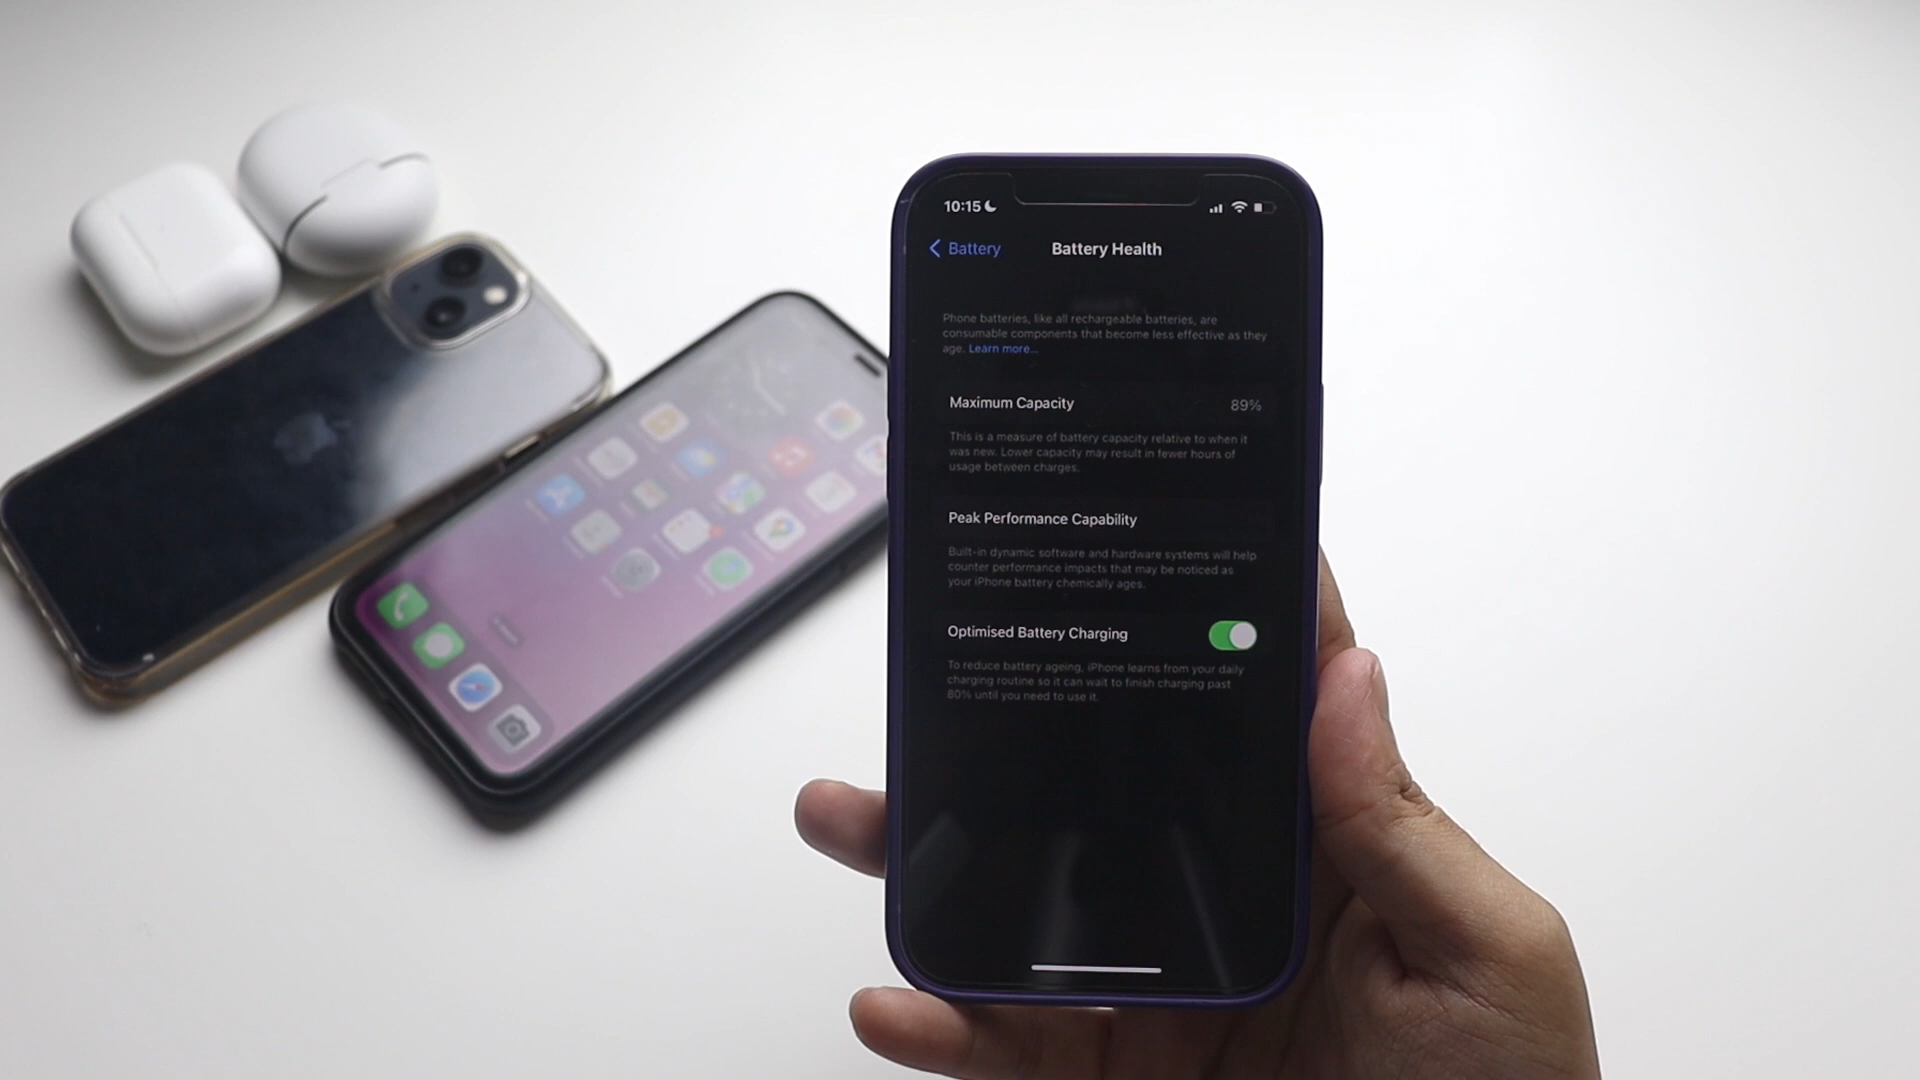 10:15
Battery
Battery Health
Phone batteries, like all rechargeable batteries, are
consumable components that become less effective as they
age. Learn more...
Maximum Capacity 89%
This is a measure of battery capacity relative to when it
was new. Lower capacity may result in fewer hours of
usage between charges.
Peak Performance Capability
Built-in dynamic software and hardware systems will help
counter performance impacts that may be noticed as
your iPhone battery chemically ages.
Optimised Battery Charging
To reduce battery ageing, iPhone learns from your daily
charging routine so it can wait to finish charging past
80% until you need to use it.